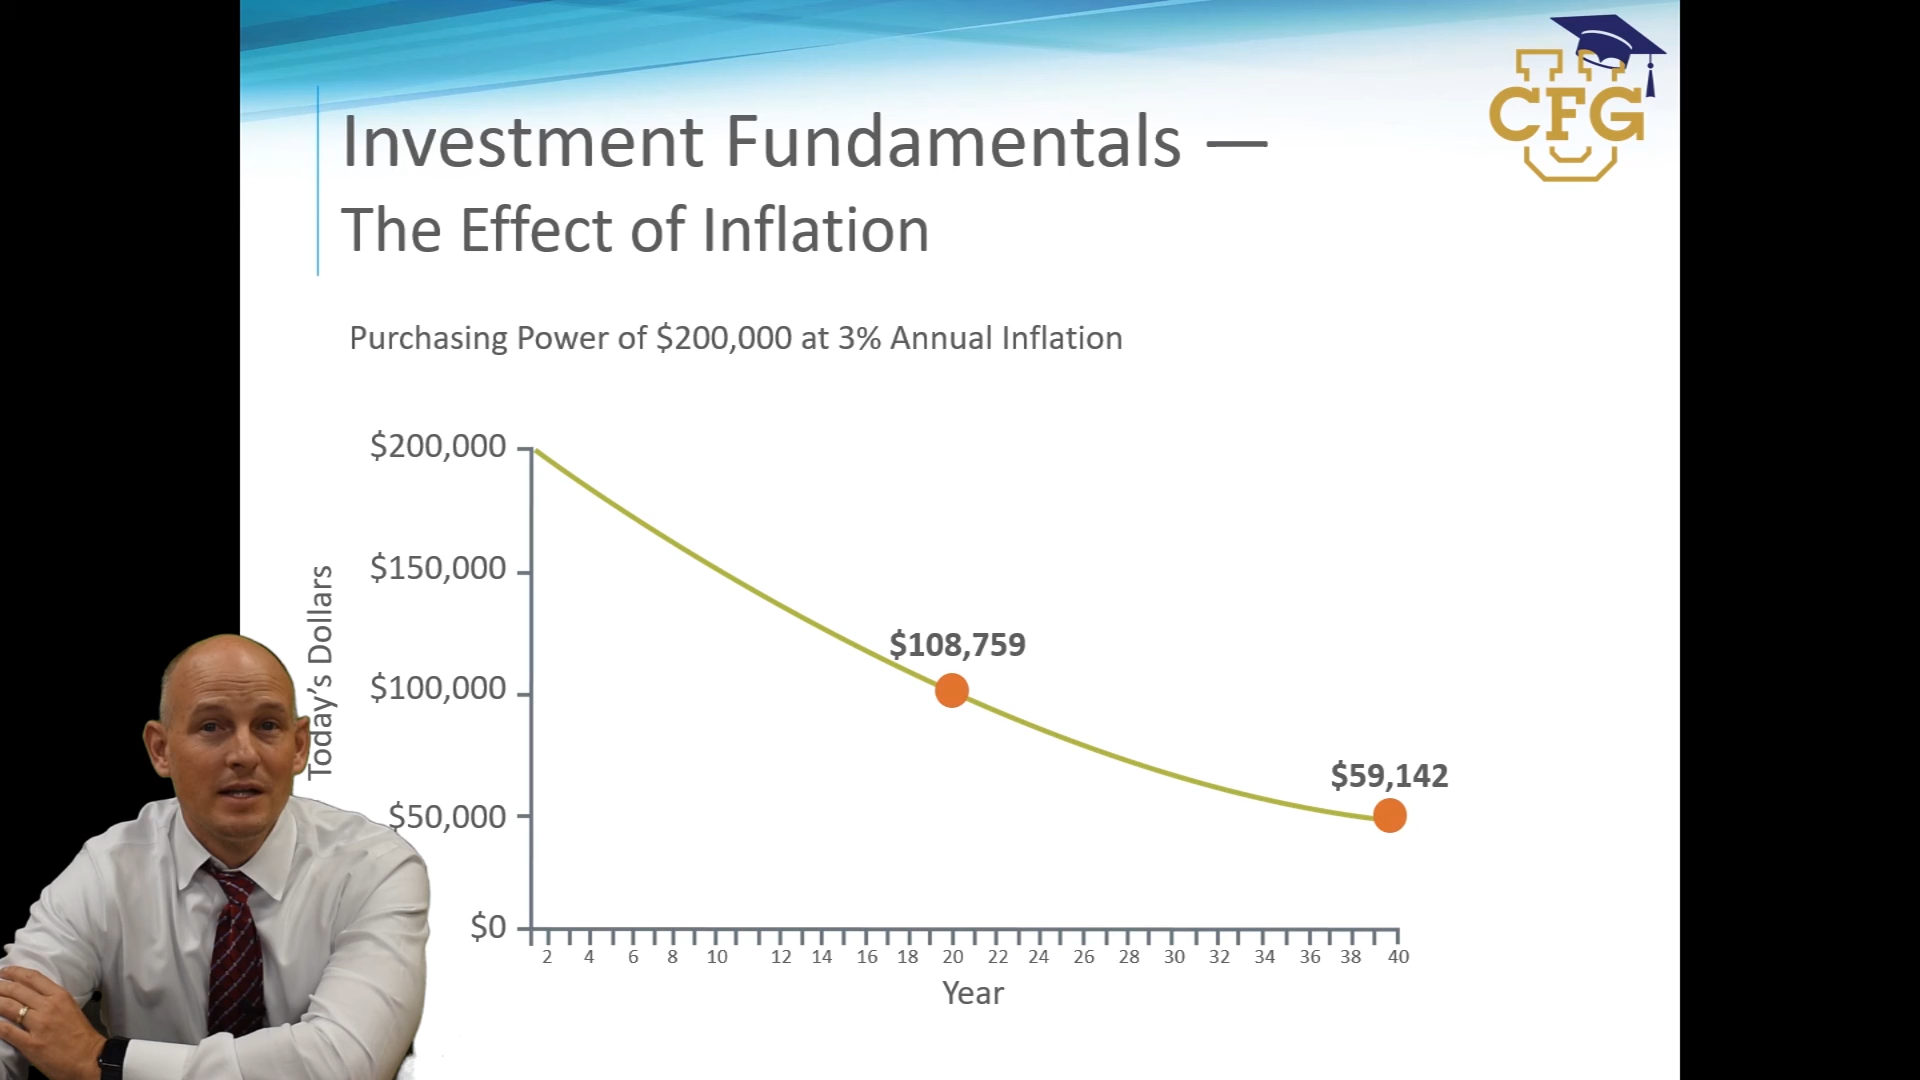 U
CFG
Investment Fundamentals —
The Effect of Inflation
Purchasing Power of $200,000 at 3% Annual Inflation
Today's Dollars
$200,000
$150,000
$100,000
$50,000
$0
$108,759
$59,142
2 4 6 8 10 12 14 16 18 20 22 24 26 28 30 32 34 36 38 40
Year